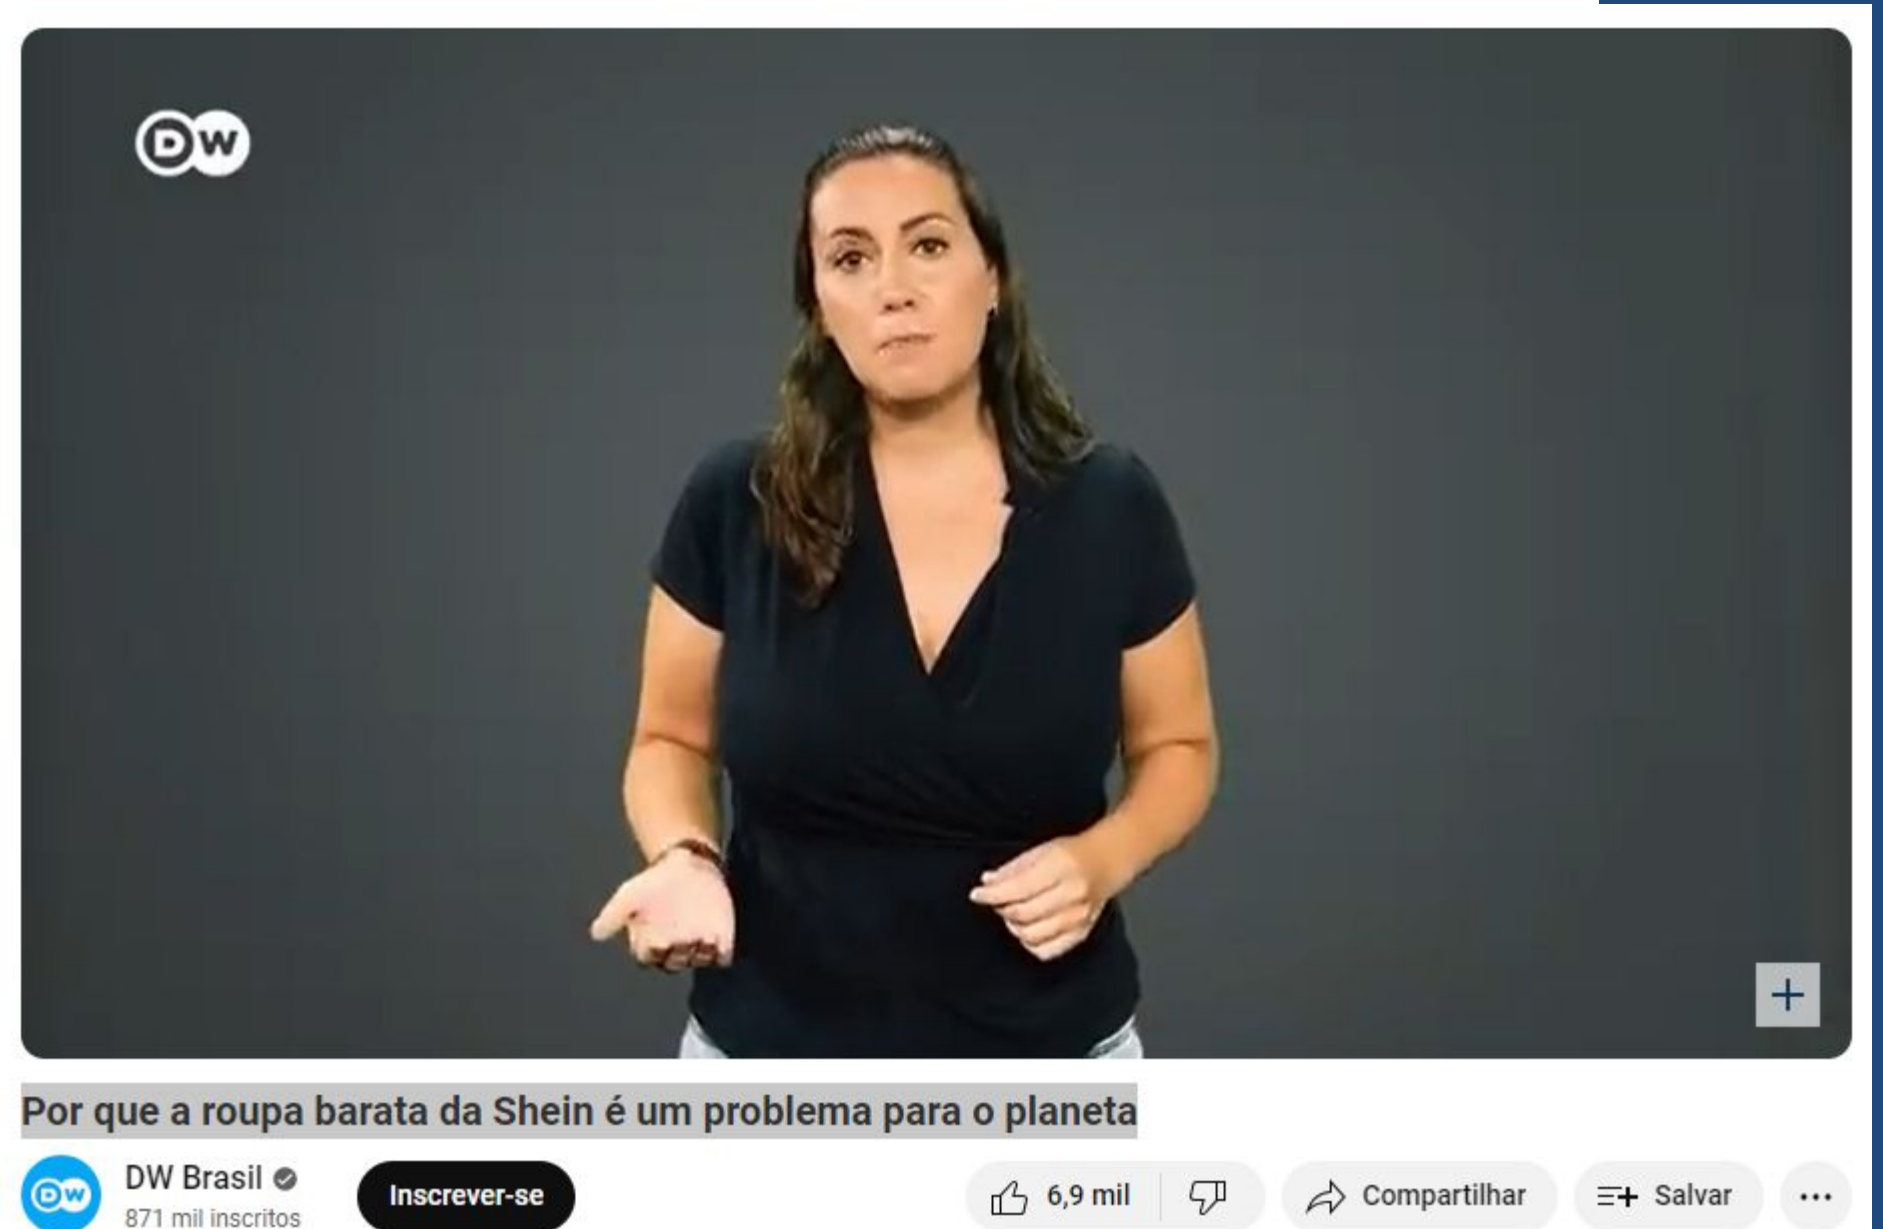 DW
Por que a roupa barata da Shein é um problema para o planeta
DW
DW Brasil
871 mil inscritos
Inscrever-se
6,9 mil
Compartilhar
Salvar